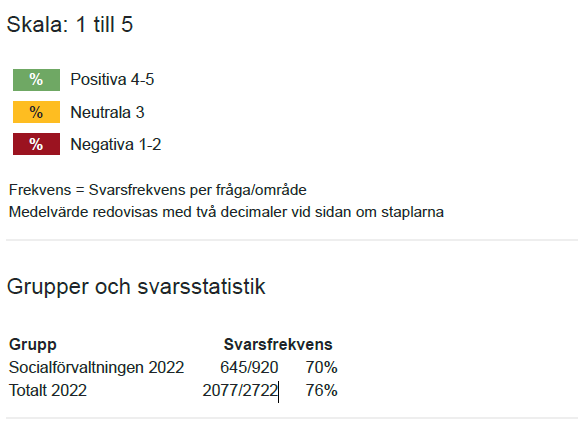 Skala: 1 till 5
% Positiva 4-5
% Neutrala 3
% Negativa 1-2
Frekvens = Svarsfrekvens per fråga/område
Medelvärde redovisas med två decimaler vid sidan om staplarna
Grupper och svarsstatistik
Grupp Svarsfrekvens
Socialförvaltningen 2022 645/920 70%
Totalt 2022 2077/2722 76%